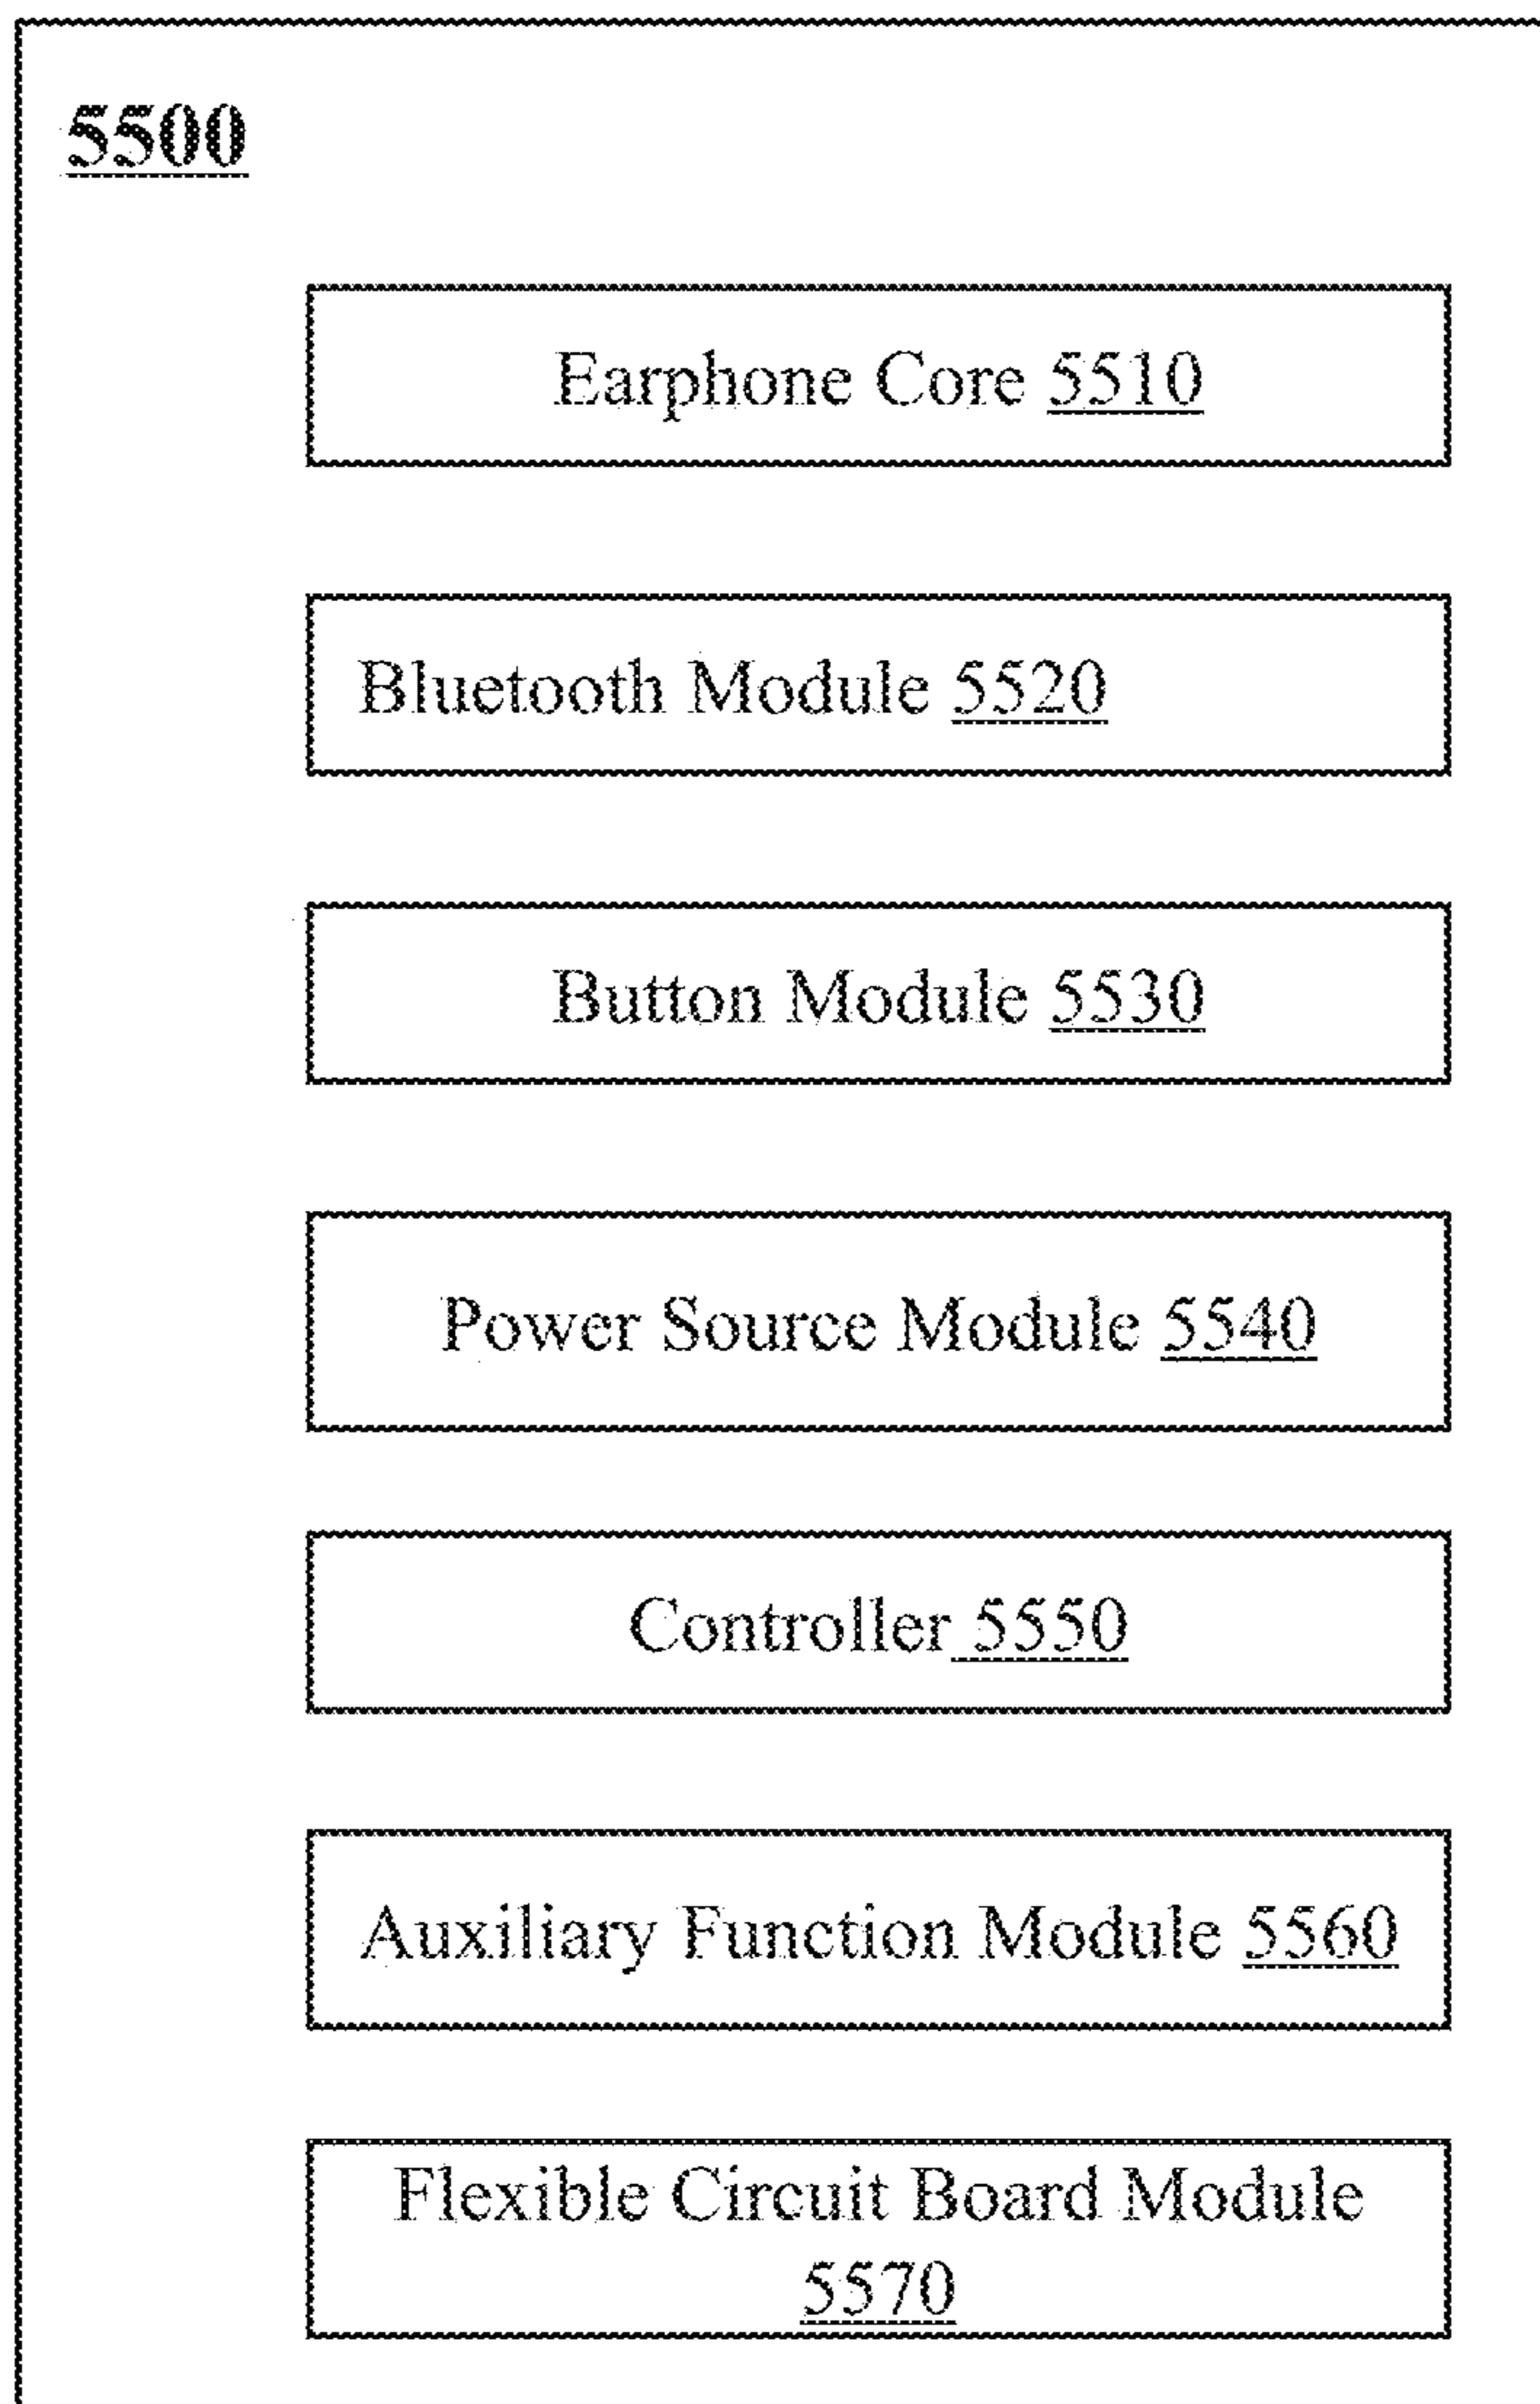 5500
Earphone Core 5510
Bluetooth Module 5520
Button Module 5530
Power Source Module 5540
Controller 5550
Auxiliary Function Module 5560
Flexible Circuit Board Module
5570